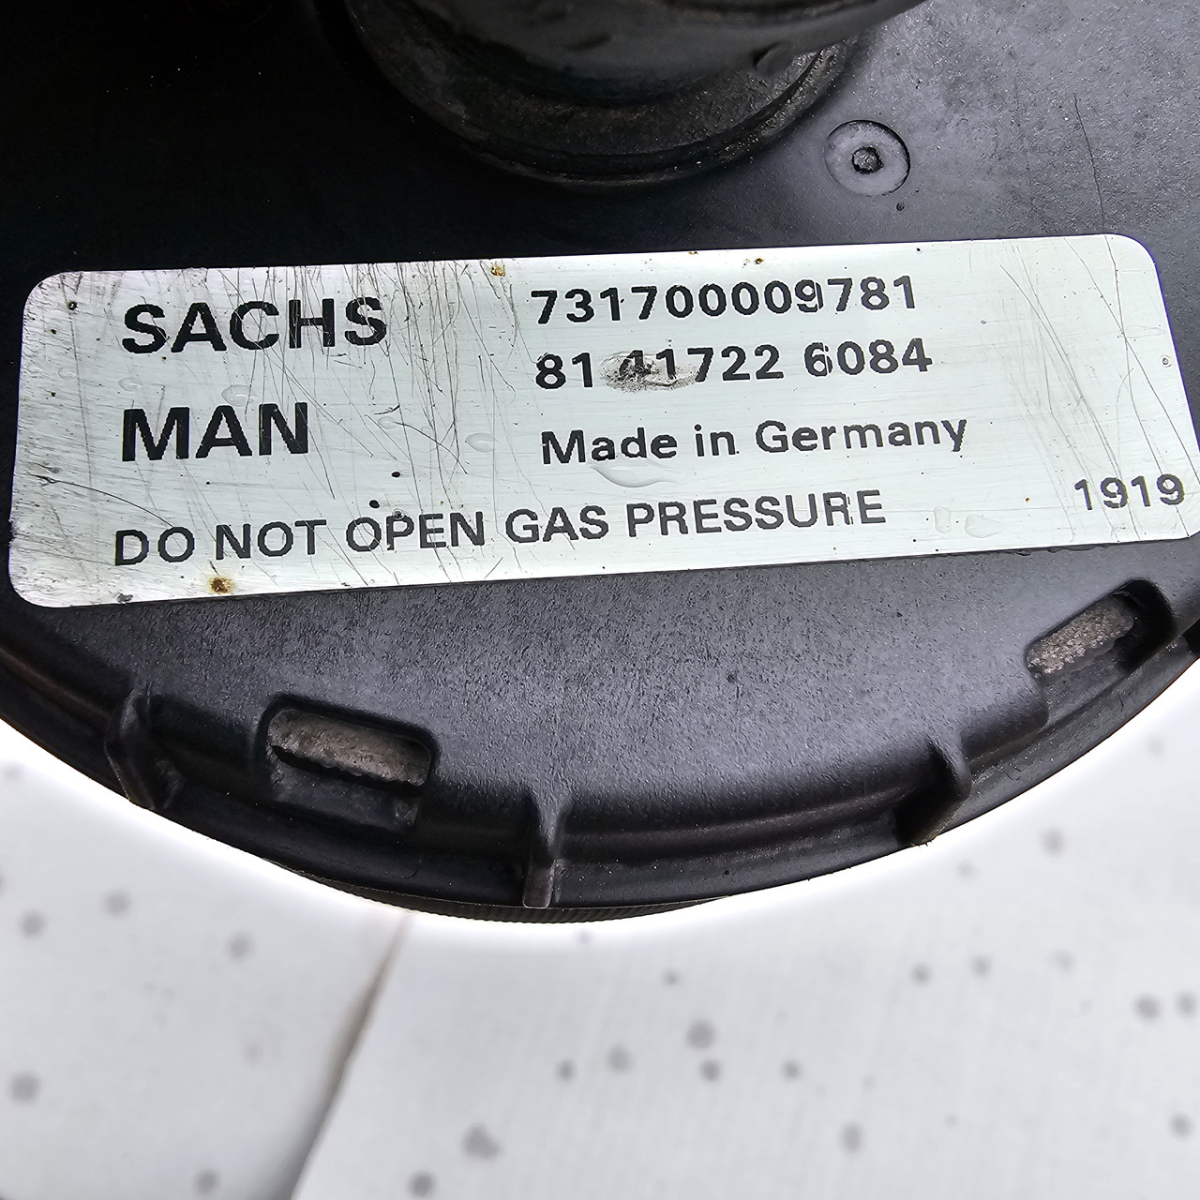 SACHS 731700009781
81 41722 6084
MAN
Made in Germany
DO NOT OPEN GAS PRESSURE 1919